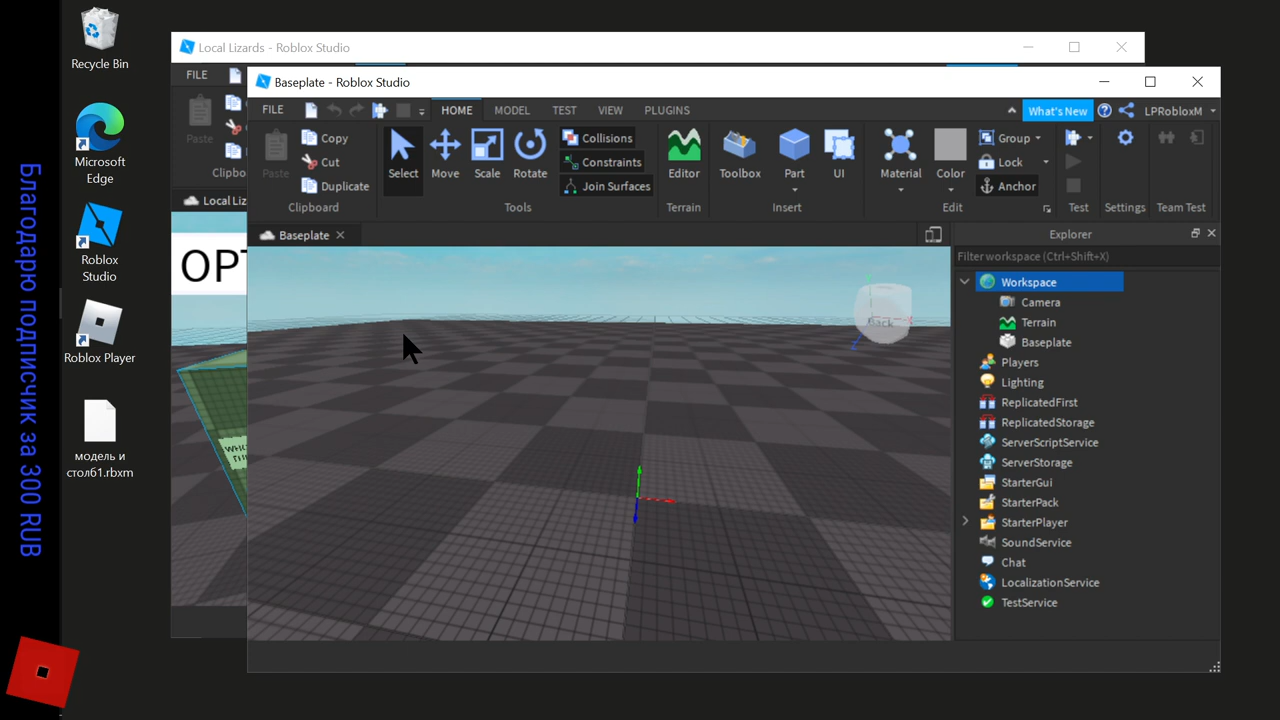 Recycle Bin
Microsoft
Edge
Roblox
Studio
Roblox Player
модель и
столб1.rbxm
Благодарю подписчик за 300 RUB
Local Lizards - Roblox Studio
FILE
Paste
Clipbo
Local Liz
Baseplate - Roblox Studio
FILE
HOME
MODEL
TEST
VIEW
PLUGINS
What's New
LPRobloxM
Paste
Copy
Cut
Duplicate
Clipboard
Select
Move
Scale
Rotate
Collisions
Constraints
Join Surfaces
Tools
Editor
Terrain
Toolbox
Part
UI
Insert
Material
Color
Group
Lock
Anchor
Edit
Test
Settings
Team Test
Baseplate
Back
Explorer
Filter workspace (Ctrl+Shift+X)
Workspace
Camera
Terrain
Baseplate
Players
Lighting
ReplicatedFirst
ReplicatedStorage
ServerScriptService
ServerStorage
StarterGui
StarterPack
StarterPlayer
SoundService
Chat
LocalizationService
TestService